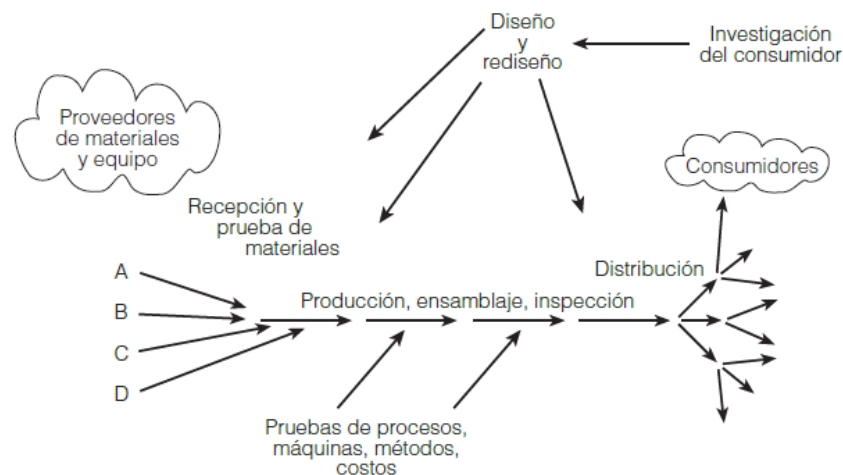 Diseño
y
rediseño
Investigación
del consumidor
Proveedores
de materiales
y equipo
Consumidores
Recepción y
prueba de
materiales
Distribución
A
Producción, ensamblaje, inspección
B
C
D
Pruebas de procesos,
máquinas, métodos,
costos